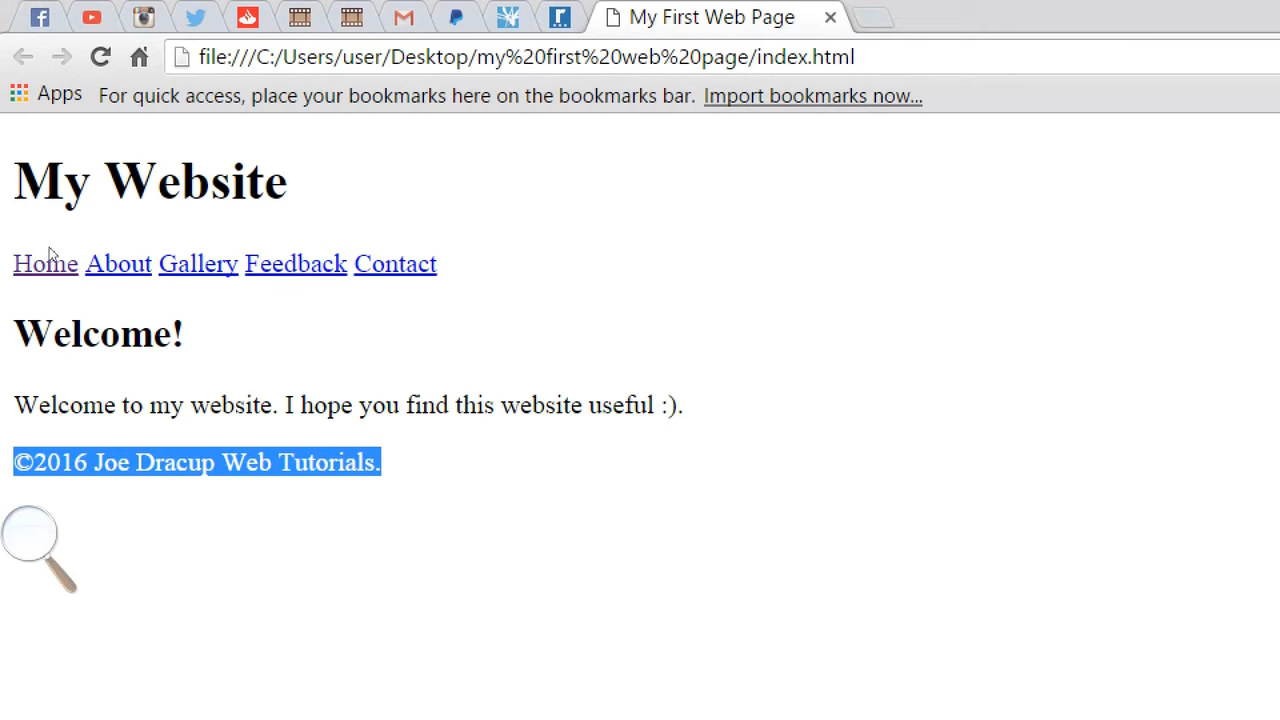 My First Web Page
file:///C:/Users/user/Desktop/my%20first%20web%20page/index.html
Apps For quick access, place your bookmarks here on the bookmarks bar. Import bookmarks now...
My Website
Home About Gallery Feedback Contact
Welcome!
Welcome to my website. I hope you find this website useful :).
©2016 Joe Dracup Web Tutorials.